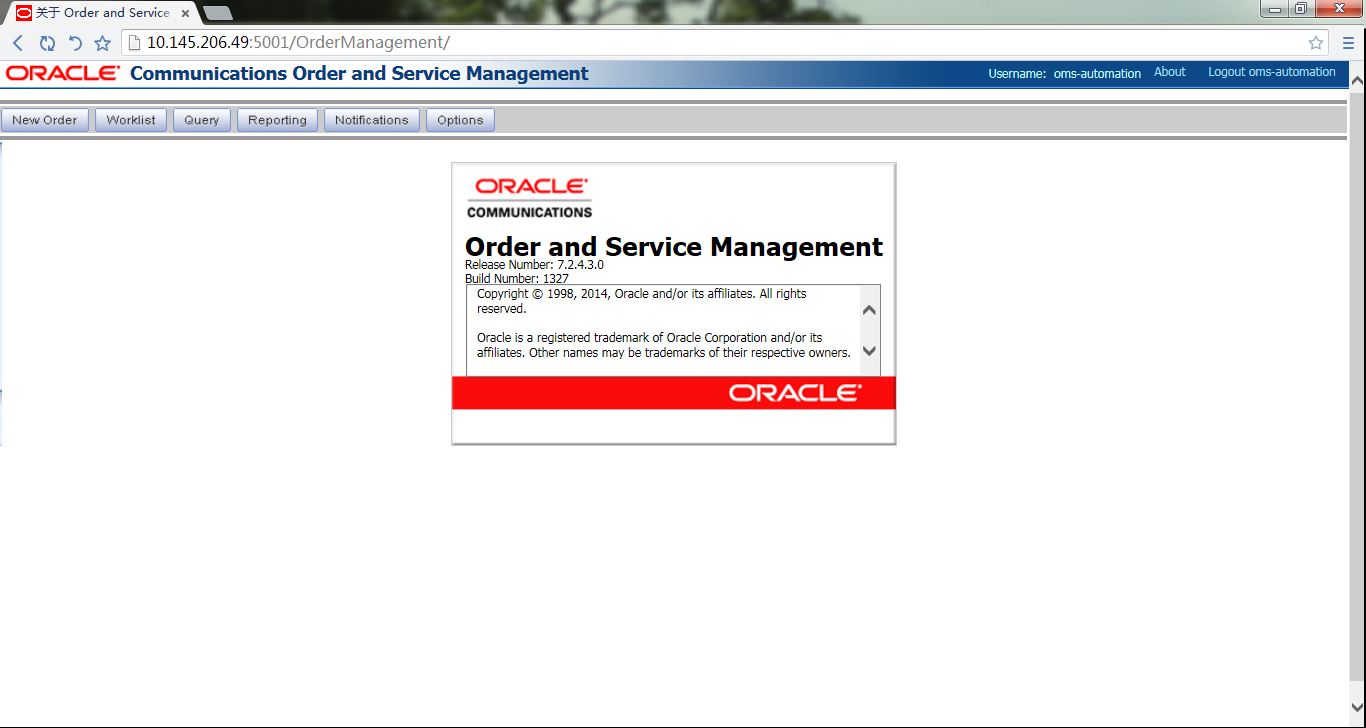 关于 Order and Service
10.145.206.49:5001/OrderManagement/
ORACLE Communications Order and Service Management
Username: oms-automation About Logout oms-automation
New Order Worklist Query Reporting Notifications Options
ORACLE
COMMUNICATIONS
Order and Service Management
Release Number: 7.2.4.3.0
Build Number: 1327
Copyright © 1998, 2014, Oracle and/or its affiliates. All rights
reserved.
Oracle is a registered trademark of Oracle Corporation and/or its
affiliates. Other names may be trademarks of their respective owners.
ORACLE